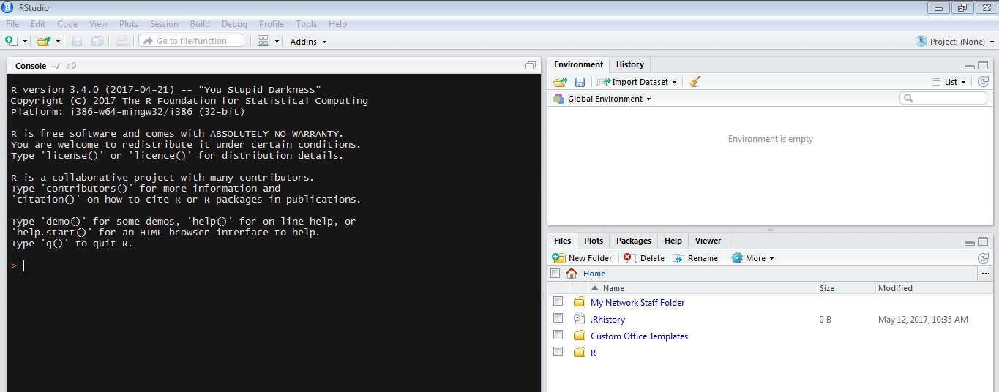 RStudio
File Edit Code View Plots Session Build Debug Profile Tools Help
Go to file/function Addins Project: (None)
Console ~/
R version 3.4.0 (2017-04-21) -- "You Stupid Darkness"
Copyright (C) 2017 The R Foundation for Statistical Computing
Platform: i386-w64-mingw32/i386 (32-bit)
R is free software and comes with ABSOLUTELY NO WARRANTY.
You are welcome to redistribute it under certain conditions.
Type 'license()' or 'licence()' for distribution details.
R is a collaborative project with many contributors.
Type 'contributors()' for more information and
'citation()' on how to cite R or R packages in publications.
Type 'demo()' for some demos, 'help()' for on-line help, or
'help.start()' for an HTML browser interface to help.
Type 'q()' to quit R.
>
Environment History
Import Dataset List
Global Environment
Environment is empty
Files Plots Packages Help Viewer
New Folder Delete Rename More
Home ...
Name Size Modified
My Network Staff Folder
.Rhistory 0 B May 12, 2017, 10:35 AM
Custom Office Templates
R